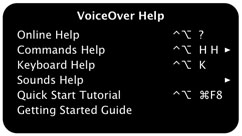 VoiceOver Help
Online Help ⌃⌥ ?
Commands Help ⌃⌥ H H ►
Keyboard Help ⌃⌥ K
Sounds Help ►
Quick Start Tutorial ⌃⌥ ⌘F8
Getting Started Guide